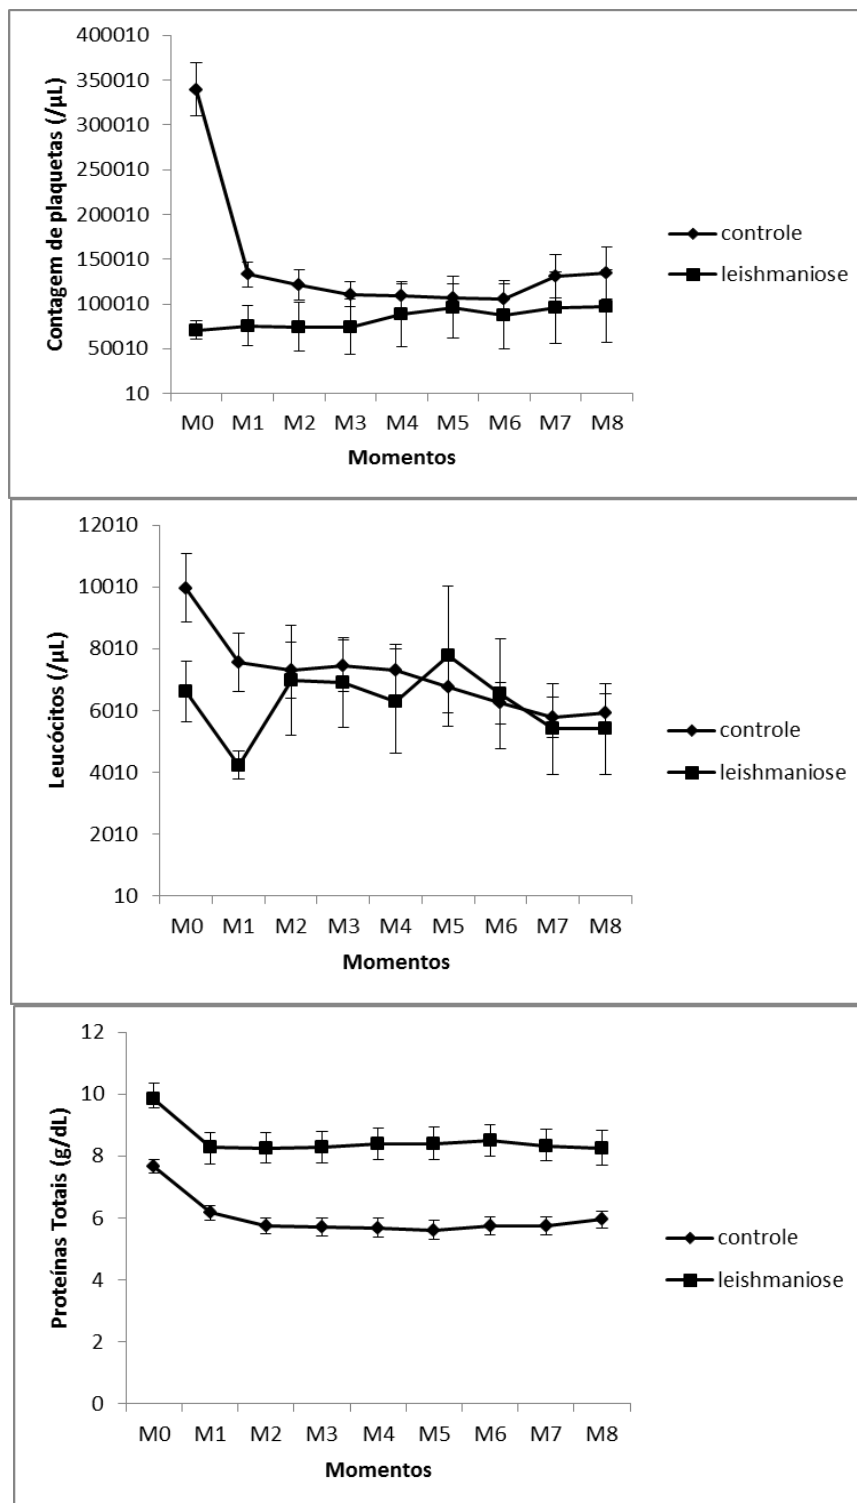 Contagem de plaquetas (/µL)
400010
350010
300010
250010
200010
150010
100010
50010
10
M0 M1 M2 M3 M4 M5 M6 M7 M8
Momentos
controle
leishmaniose
Leucócitos (/µL)
12010
10010
8010
6010
4010
2010
10
M0 M1 M2 M3 M4 M5 M6 M7 M8
Momentos
controle
leishmaniose
Proteínas Totais (g/dL)
12
10
8
6
4
2
0
M0 M1 M2 M3 M4 M5 M6 M7 M8
Momentos
controle
leishmaniose